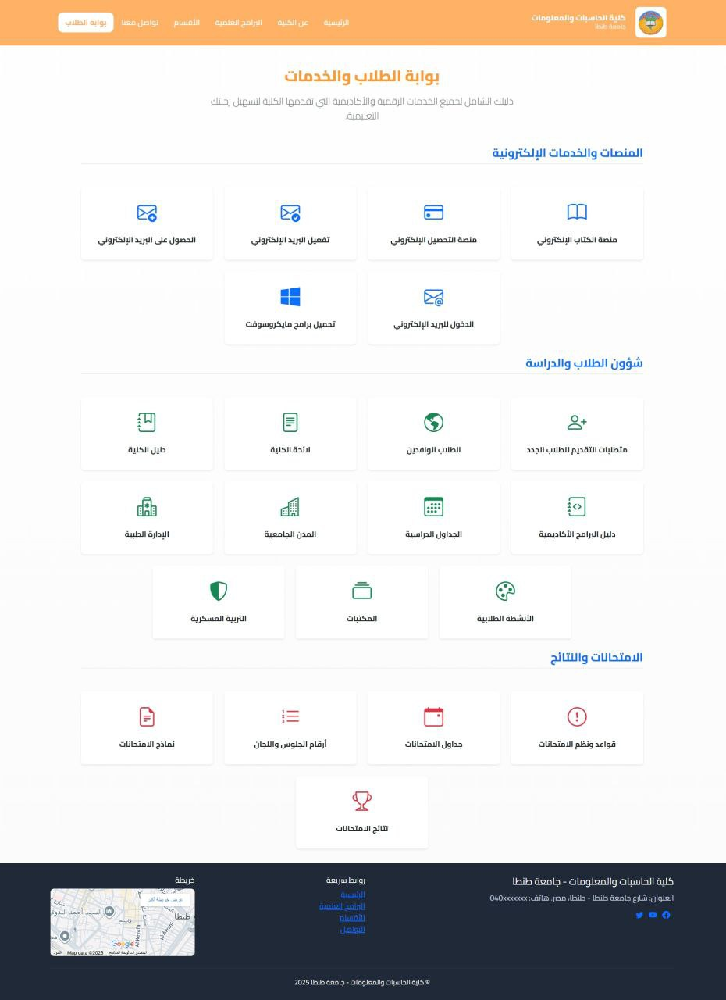 كلية الحاسبات والمعلومات
جامعة طنطا
الرئيسية
عن الكلية
البرامج العلمية
الأقسام
تواصل معنا
بوابة الطلاب
بوابة الطلاب والخدمات
دليلك الشامل لجميع الخدمات الرقمية والأكاديمية التي تقدمها الكلية لتسهيل رحلتك
التعليمية.
المنصات والخدمات الإلكترونية
منصة الكتاب الإلكتروني
منصة التحصيل الإلكتروني
تفعيل البريد الإلكتروني
الحصول على البريد الإلكتروني
الدخول للبريد الإلكتروني
تحميل برامج مايكروسوفت
شؤون الطلاب والدراسة
متطلبات التقديم للطلاب الجدد
الطلاب الوافدين
لائحة الكلية
دليل الكلية
دليل البرامج الأكاديمية
الجداول الدراسية
المدن الجامعية
الإدارة الطبية
الأنشطة الطلابية
المكتبات
التربية العسكرية
الامتحانات والنتائج
قواعد ونظم الامتحانات
جداول الامتحانات
أرقام الجلوس واللجان
نماذج الامتحانات
نتائج الامتحانات
كلية الحاسبات والمعلومات - جامعة طنطا
العنوان: شارع جامعة طنطا - طنطا، مصر. هاتف: 040xxxxxxx
روابط سريعة
الرئيسية
البرامج العلمية
الأقسام
التواصل
خريطة
عرض خريطة أكبر
السيد أحمد البدوي
طنطا
قاسم
Al Keyafa
Al Awani
Google
اختصارات لوحة المفاتيح
Map data ©2025
© كلية الحاسبات والمعلومات - جامعة طنطا 2025